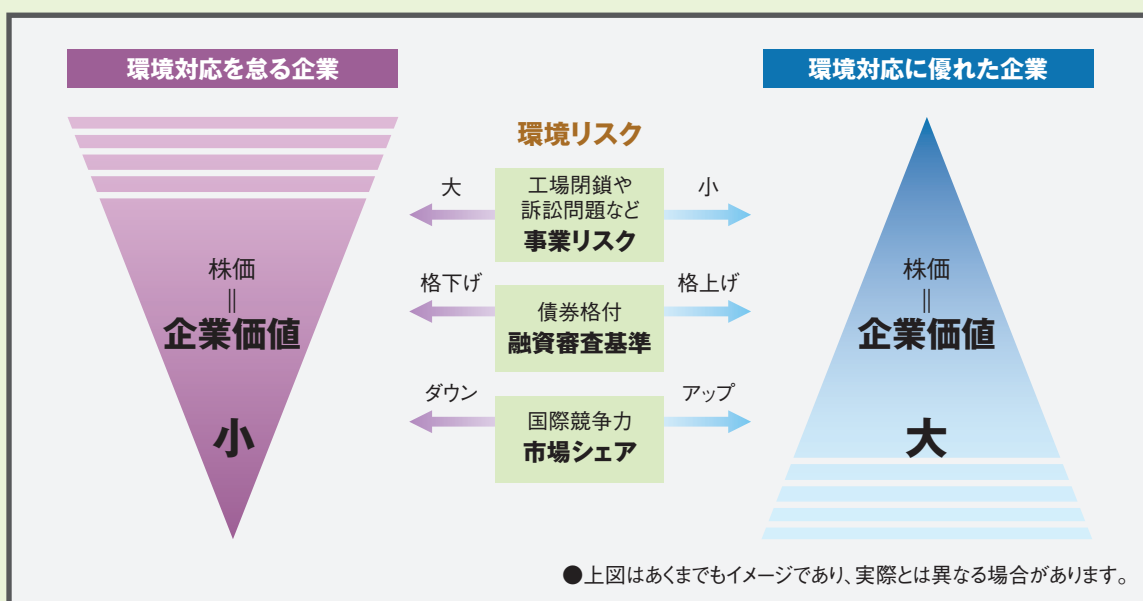 環境対応を怠る企業
環境対応に優れた企業
環境リスク
大
工場閉鎖や
訴訟問題など
事業リスク
小
格下げ
債券格付
融資審査基準
格上げ
ダウン
国際競争力
市場シェア
アップ
株価
||
企業価値
小
株価
||
企業価値
大
●上図はあくまでもイメージであり、実際とは異なる場合があります。